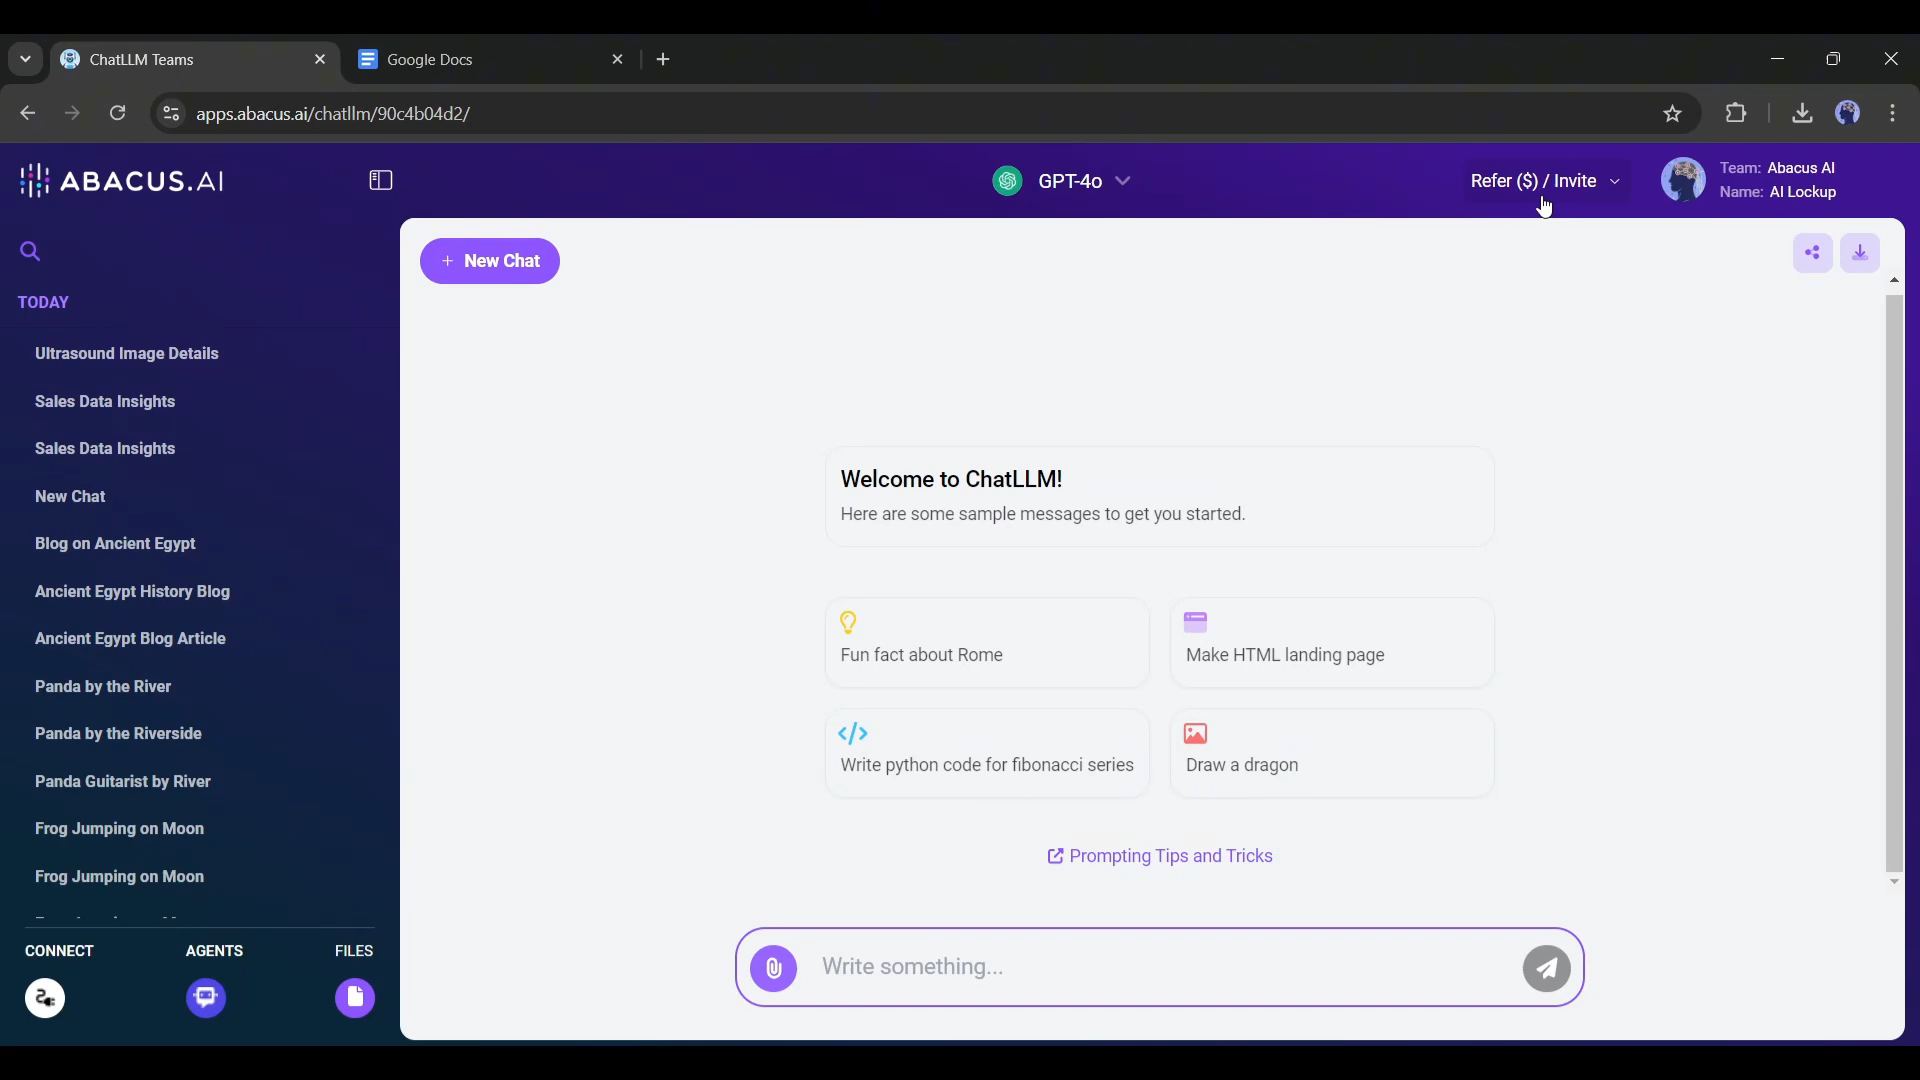 ChatLLM Teams
Google Docs
apps.abacus.ai/chatllm/90c4b04d2/
ABACUS.AI
GPT-4o
Refer ($) / Invite
Team: Abacus AI
Name: AI Lockup
+ New Chat
TODAY
Ultrasound Image Details
Sales Data Insights
Sales Data Insights
New Chat
Blog on Ancient Egypt
Ancient Egypt History Blog
Ancient Egypt Blog Article
Panda by the River
Panda by the Riverside
Panda Guitarist by River
Frog Jumping on Moon
Frog Jumping on Moon
CONNECT
AGENTS
FILES
Welcome to ChatLLM!
Here are some sample messages to get you started.
Fun fact about Rome
Make HTML landing page
Write python code for fibonacci series
Draw a dragon
Prompting Tips and Tricks
Write something...